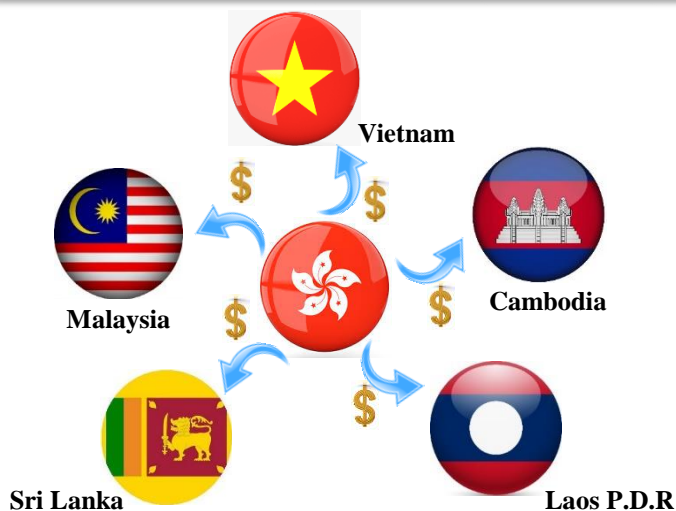 Vietnam
$
$
Malaysia
Cambodia
$
$
$
Sri Lanka
Laos P.D.R